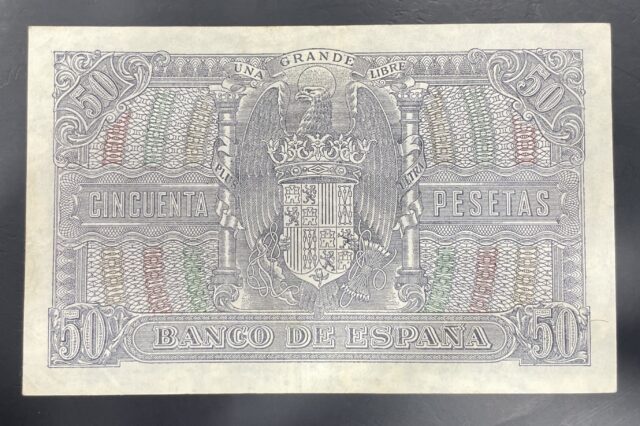 UNA GRANDE LIBRE
50 50
PLUS ULTRA
CINCUENTA PESETAS
50 BANCO DE ESPAÑA 50